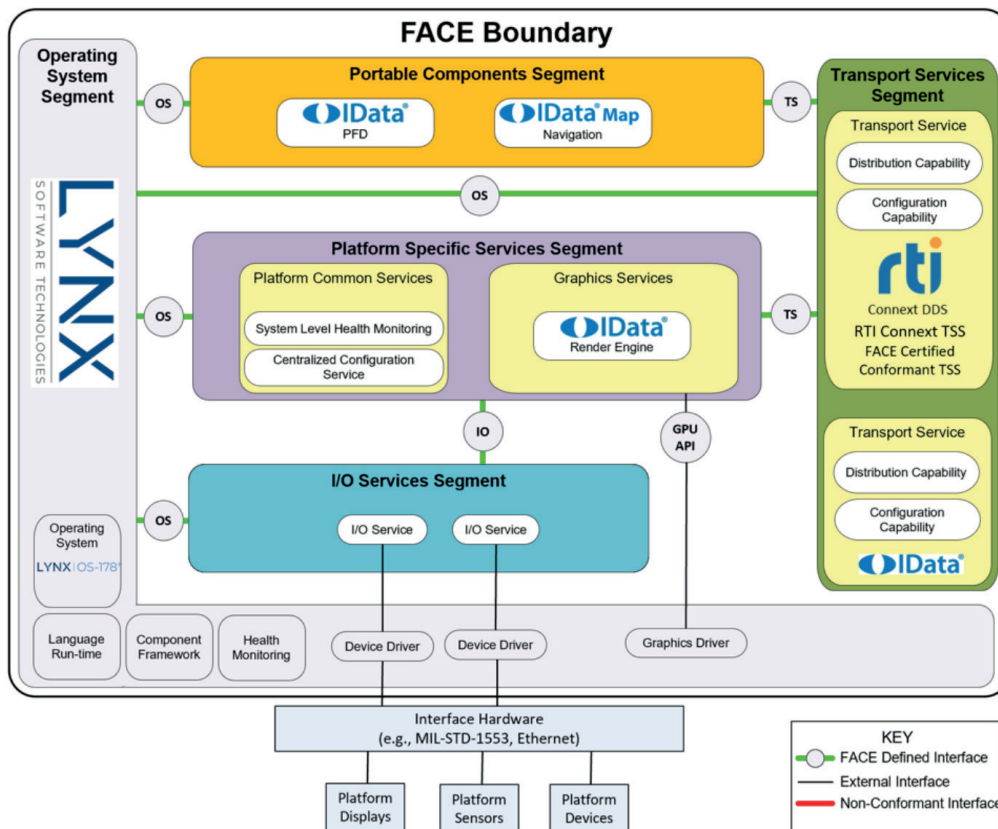 FACE Boundary
Operating
System
Segment
LYNX
SOFTWARE TECHNOLOGIES
Operating
System
LYNX|OS-178®
Language
Run-time
Component
Framework
Health
Monitoring
OS
Portable Components Segment
IData®
PFD
IData® Map
Navigation
TS
OS
OS
Platform Specific Services Segment
Platform Common Services
System Level Health Monitoring
Centralized Configuration
Service
Graphics Services
IData®
Render Engine
TS
IO
GPU
API
OS
I/O Services Segment
I/O Service
I/O Service
Device Driver
Device Driver
Graphics Driver
Transport Services
Segment
Transport Service
Distribution Capability
Configuration
Capability
rti
Connext DDS
RTI Connext TSS
FACE Certified
Conformant TSS
Transport Service
Distribution Capability
Configuration
Capability
IData®
Interface Hardware
(e.g., MIL-STD-1553, Ethernet)
Platform
Displays
Platform
Sensors
Platform
Devices
KEY
FACE Defined Interface
External Interface
Non-Conformant Interface